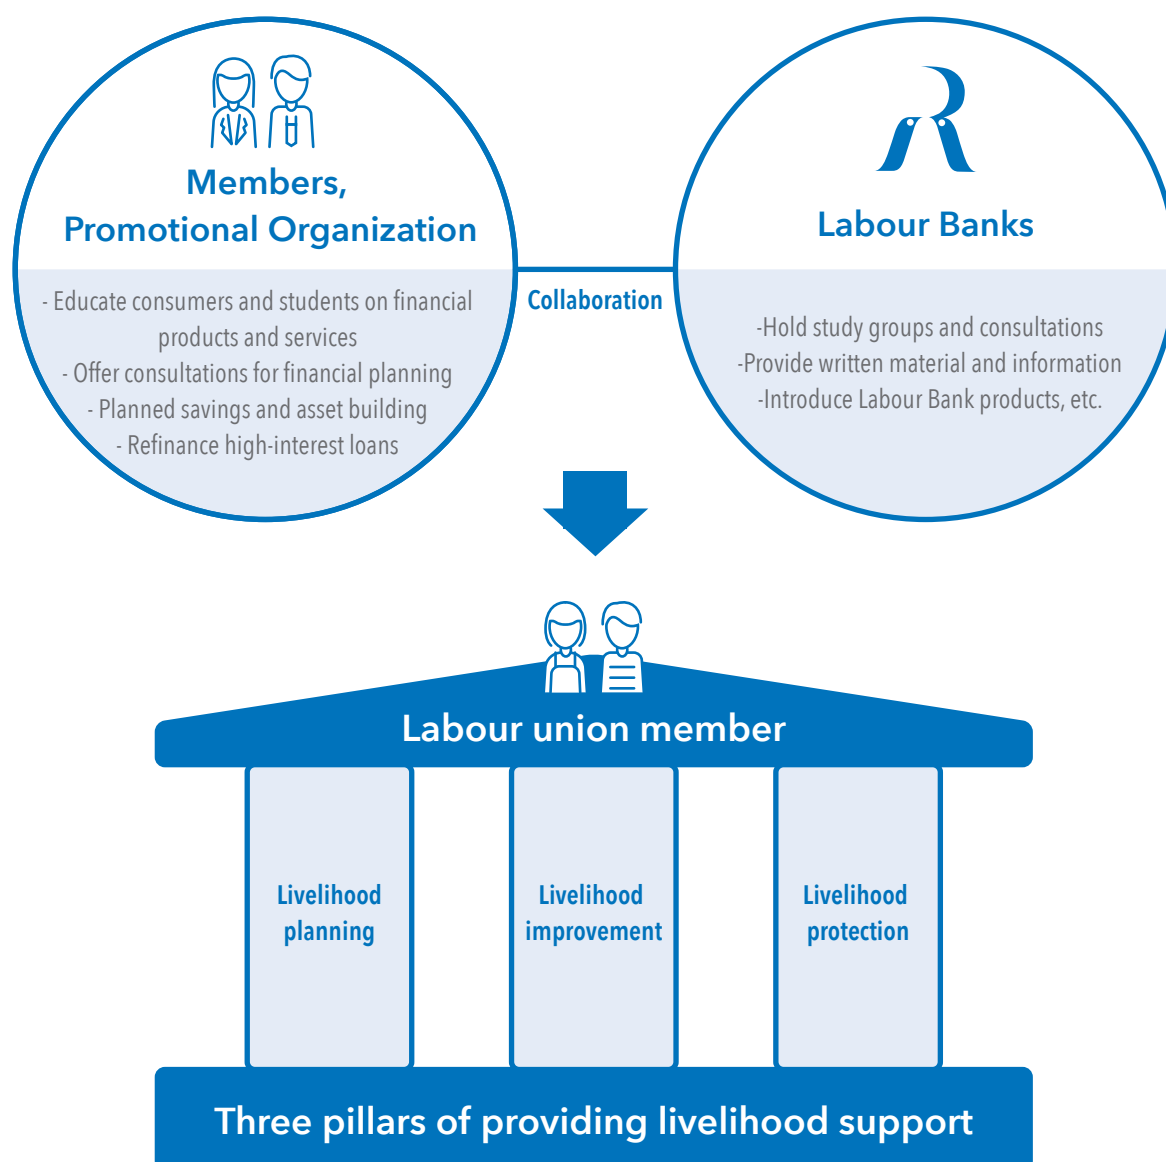 Members,
Promotional Organization
- Educate consumers and students on financial
products and services
- Offer consultations for financial planning
- Planned savings and asset building
- Refinance high-interest loans
Collaboration
Labour Banks
-Hold study groups and consultations
-Provide written material and information
-Introduce Labour Bank products, etc.
Labour union member
Livelihood
planning
Livelihood
improvement
Livelihood
protection
Three pillars of providing livelihood support